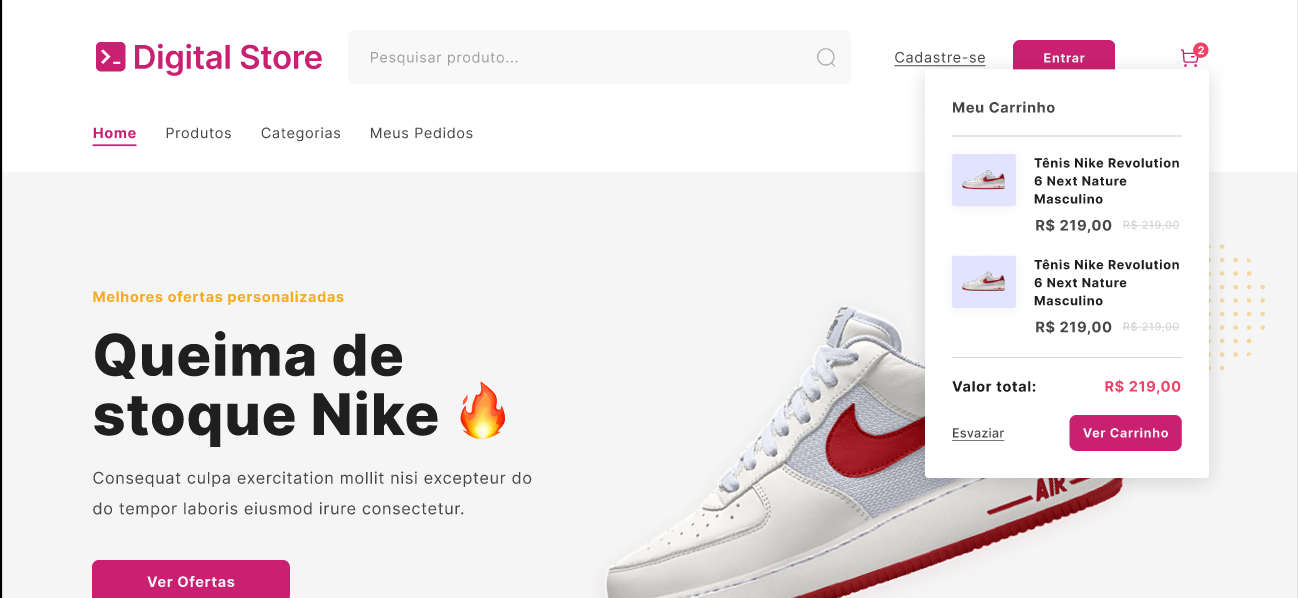 Digital Store
Pesquisar produto...
Cadastre-se
Entrar
2
Home
Produtos
Categorias
Meus Pedidos
Meu Carrinho
Tênis Nike Revolution
6 Next Nature
Masculino
R$ 219,00 R$ 219,00
Tênis Nike Revolution
6 Next Nature
Masculino
R$ 219,00 R$ 219,00
Valor total: R$ 219,00
Esvaziar
Ver Carrinho
Melhores ofertas personalizadas
Queima de
stoque Nike 🔥
Consequat culpa exercitation mollit nisi excepteur do
do tempor laboris eiusmod irure consectetur.
Ver Ofertas
AIR